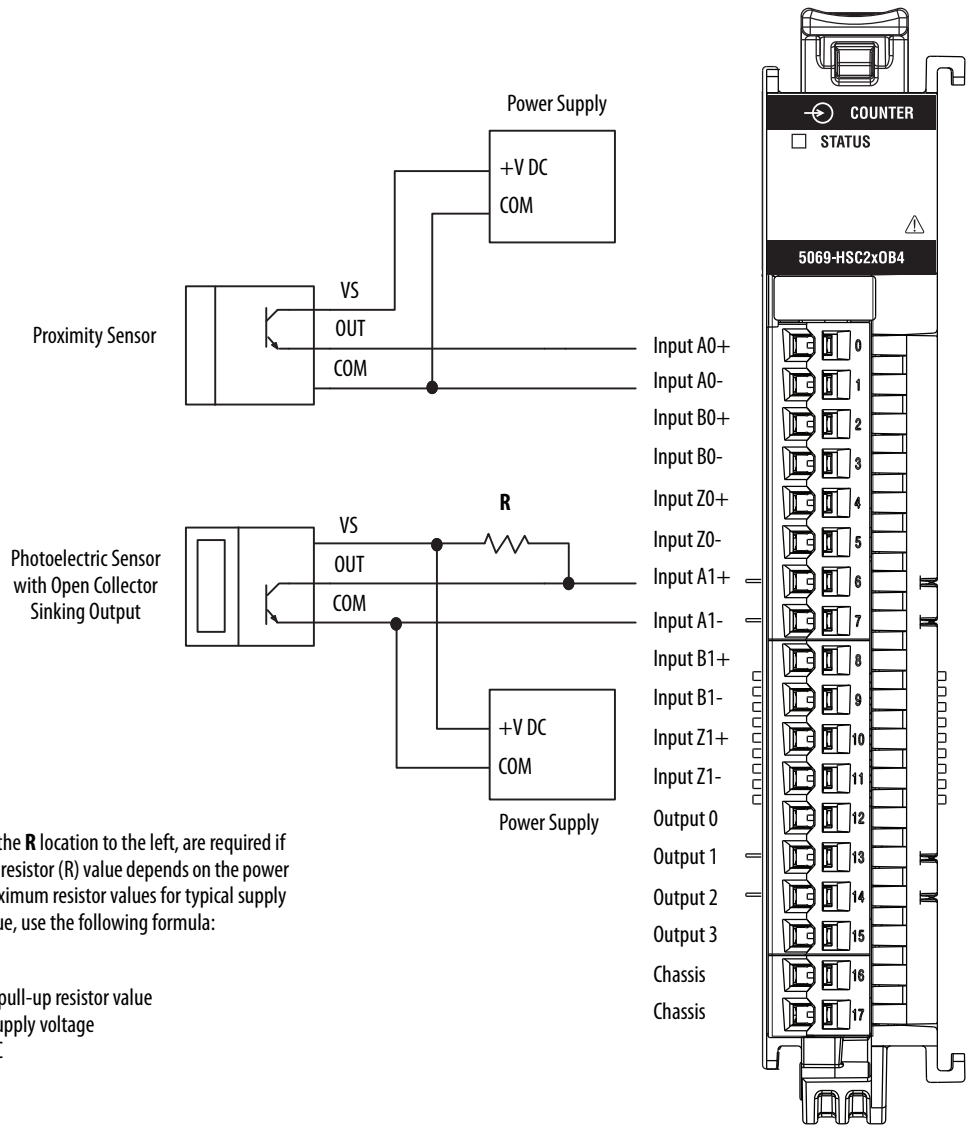 Power Supply
+V DC
COM
COUNTER
STATUS
5069-HSC2xOB4
Proximity Sensor
VS
OUT
COM
Photoelectric Sensor
with Open Collector
Sinking Output
VS
OUT
COM
R
+V DC
COM
Power Supply
Input A0+
Input A0-
Input B0+
Input B0-
Input Z0+
Input Z0-
Input A1+
Input A1-
Input B1+
Input B1-
Input Z1+
Input Z1-
Output 0
Output 1
Output 2
Output 3
Chassis
Chassis
0
1
2
3
4
5
6
7
8
9
10
11
12
13
14
15
16
17
the R location to the left, are required if
resistor (R) value depends on the power
ximum resistor values for typical supply
ue, use the following formula:
pull-up resistor value
upply voltage